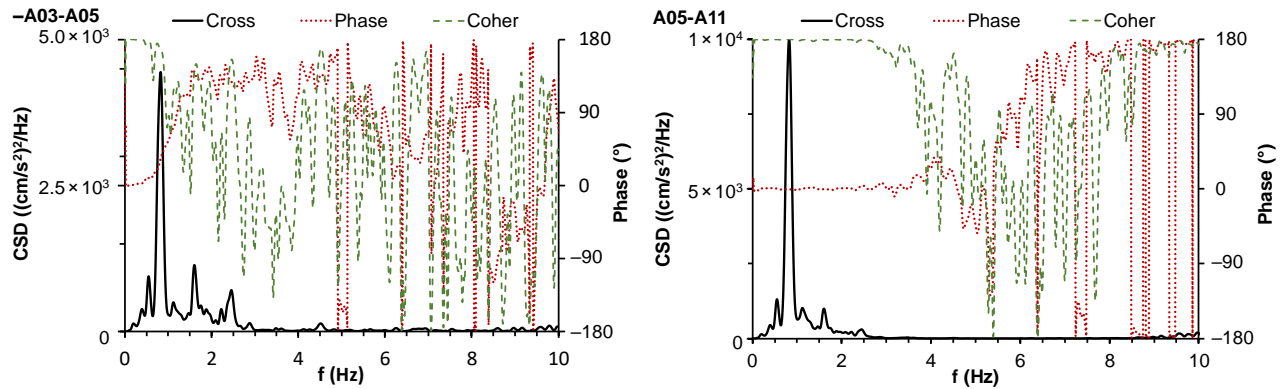 –A03-A05 Cross Phase Coher
5.0 × 10³ 180
90
2.5 × 10³ 0
–90
0 –180
0 2 4 6 8 10
f (Hz)
CSD ((cm/s²)²/Hz)
Phase (°)
A05-A11 Cross Phase Coher
1 × 10⁴ 180
90
5 × 10³ 0
–90
0 –180
0 2 4 6 8 10
f (Hz)
CSD ((cm/s²)²/Hz)
Phase (°)